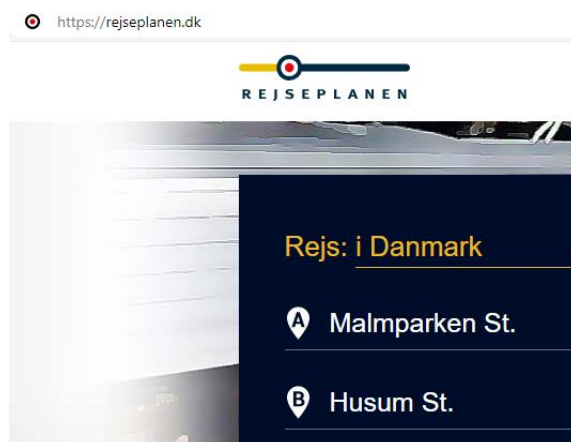 https://rejseplanen.dk
REJSEPLANEN
Rejs: i Danmark
A Malmparken St.
B Husum St.